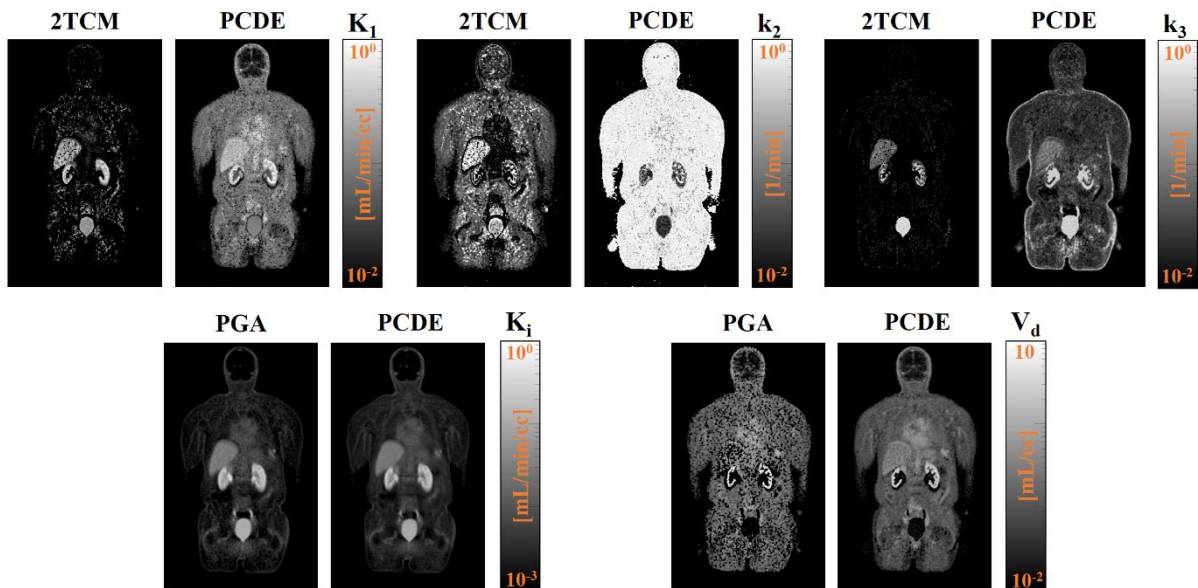 2TCM PCDE K₁ 2TCM PCDE k₂ 2TCM PCDE k₃
10⁰ 10⁰ 10⁰
[mL/min/cc] [1/min] [1/min]
10⁻² 10⁻² 10⁻²
PGA PCDE Kᵢ PGA PCDE V_d
10⁰ 10
[mL/min/cc] [mL/cc]
10⁻³ 10⁻²